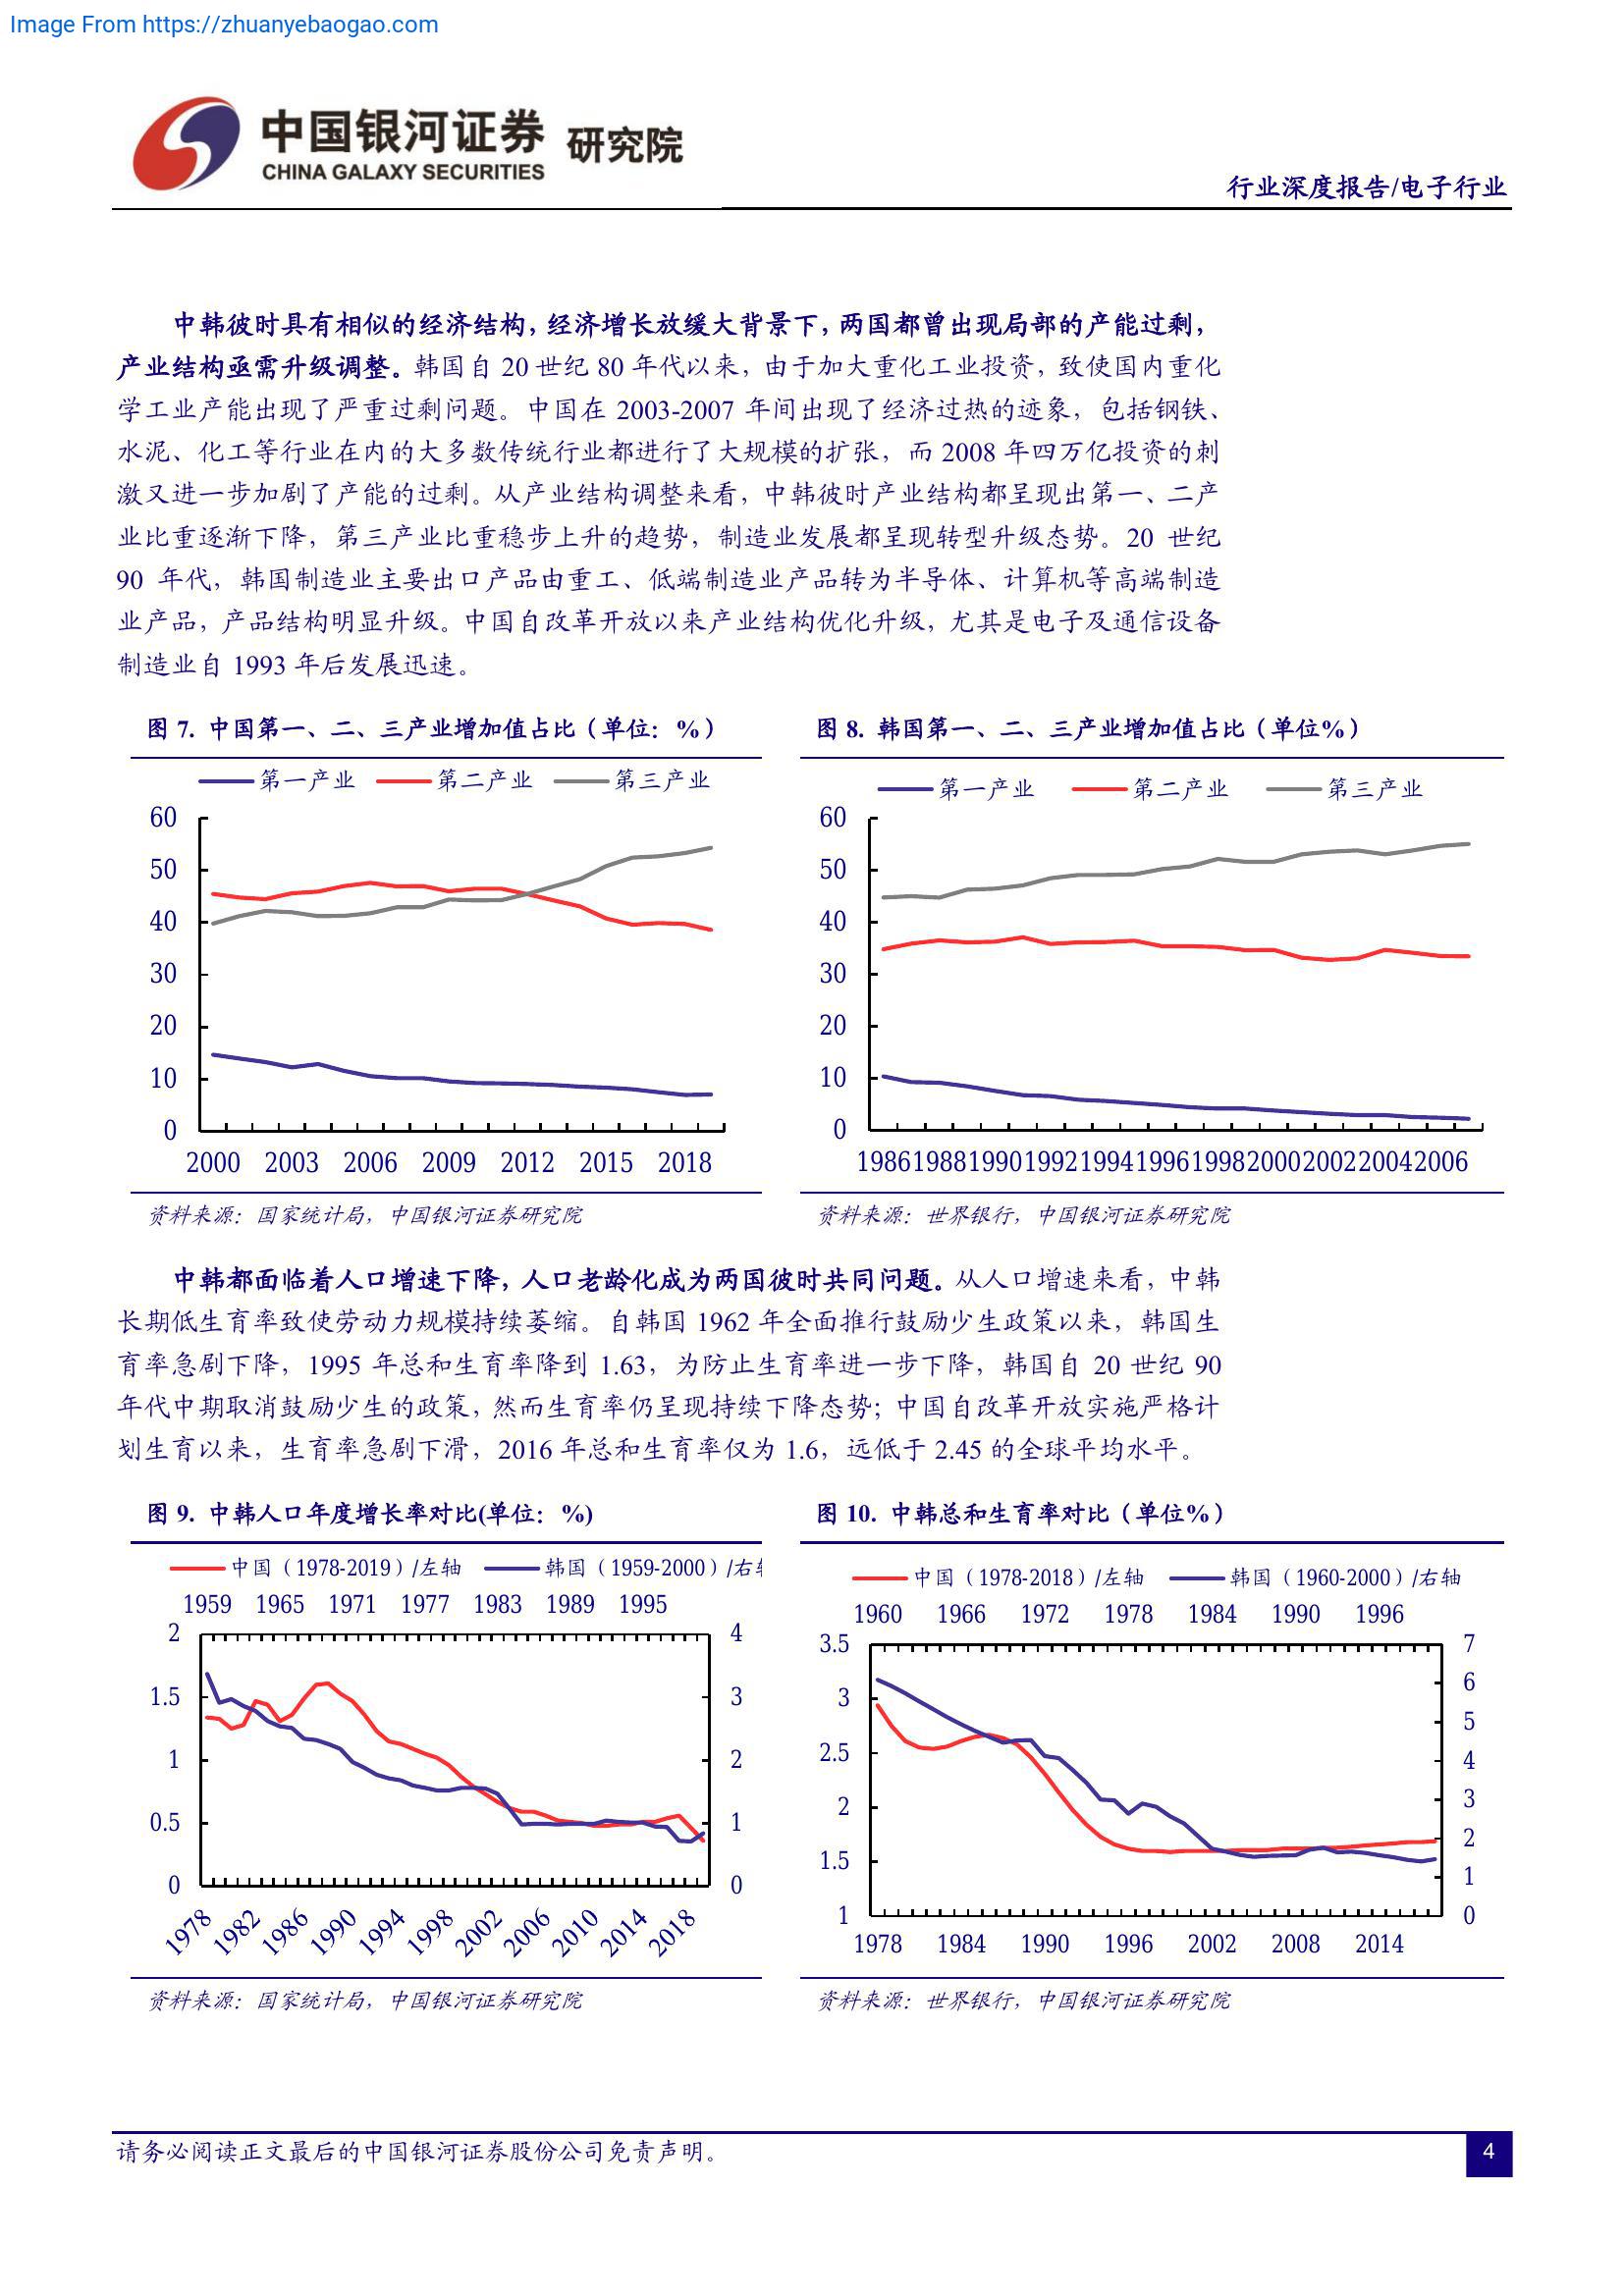 Image From https://zhuanyebaogao.com
中国银河证券 研究院
CHINA GALAXY SECURITIES
行业深度报告/电子行业
中韩彼时具有相似的经济结构，经济增长放缓大背景下，两国都曾出现局部的产能过剩，
产业结构亟需升级调整。韩国自 20 世纪 80 年代以来，由于加大重化工业投资，致使国内重化
学工业产能出现了严重过剩问题。中国在 2003-2007 年间出现了经济过热的迹象，包括钢铁、
水泥、化工等行业在内的大多数传统行业都进行了大规模的扩张，而 2008 年四万亿投资的刺
激又进一步加剧了产能的过剩。从产业结构调整来看，中韩彼时产业结构都呈现出第一、二产
业比重逐渐下降，第三产业比重稳步上升的趋势，制造业发展都呈现转型升级态势。20 世纪
90 年代，韩国制造业主要出口产品由重工、低端制造业产品转为半导体、计算机等高端制造
业产品，产品结构明显升级。中国自改革开放以来产业结构优化升级，尤其是电子及通信设备
制造业自 1993 年后发展迅速。
图 7. 中国第一、二、三产业增加值占比（单位：%）
第一产业 第二产业 第三产业
60
50
40
30
20
10
0
2000 2003 2006 2009 2012 2015 2018
资料来源：国家统计局，中国银河证券研究院
图 8. 韩国第一、二、三产业增加值占比（单位%）
第一产业 第二产业 第三产业
60
50
40
30
20
10
0
1986 1988 1990 1992 1994 1996 1998 2000 2002 2004 2006
资料来源：世界银行，中国银河证券研究院
中韩都面临着人口增速下降，人口老龄化成为两国彼时共同问题。从人口增速来看，中韩
长期低生育率致使劳动力规模持续萎缩。自韩国 1962 年全面推行鼓励少生政策以来，韩国生
育率急剧下降，1995 年总和生育率降到 1.63，为防止生育率进一步下降，韩国自 20 世纪 90
年代中期取消鼓励少生的政策，然而生育率仍呈现持续下降态势；中国自改革开放实施严格计
划生育以来，生育率急剧下滑，2016 年总和生育率仅为 1.6，远低于 2.45 的全球平均水平。
图 9. 中韩人口年度增长率对比(单位：%)
中国（1978-2019）/左轴 韩国（1959-2000）/右
1959 1965 1971 1977 1983 1989 1995
2 4
1.5 3
1 2
0.5 1
0 0
1978 1982 1986 1990 1994 1998 2002 2006 2010 2014 2018
资料来源：国家统计局，中国银河证券研究院
图 10. 中韩总和生育率对比（单位%）
中国（1978-2018）/左轴 韩国（1960-2000）/右轴
1960 1966 1972 1978 1984 1990 1996
3.5 7
3 6
2.5 5
2 4
1.5 3
1 2
1
0
1978 1984 1990 1996 2002 2008 2014
资料来源：世界银行，中国银河证券研究院
请务必阅读正文最后的中国银河证券股份公司免责声明。
4